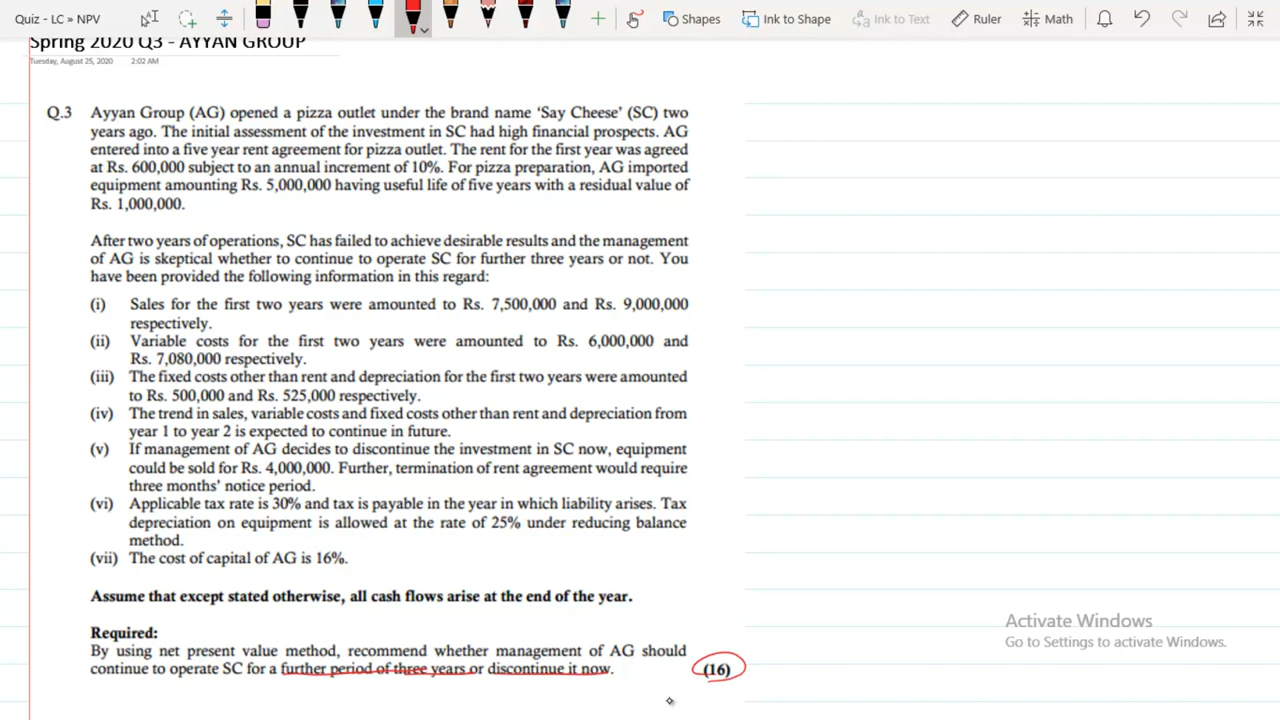 Quiz - LC » NPV
Shapes
Ink to Shape
Ink to Text
Ruler
Math
Spring 2020 Q3 - AYYAN GROUP
Tuesday, August 25, 2020 2:02 AM
Q.3 Ayyan Group (AG) opened a pizza outlet under the brand name ‘Say Cheese’ (SC) two
years ago. The initial assessment of the investment in SC had high financial prospects. AG
entered into a five year rent agreement for pizza outlet. The rent for the first year was agreed
at Rs. 600,000 subject to an annual increment of 10%. For pizza preparation, AG imported
equipment amounting Rs. 5,000,000 having useful life of five years with a residual value of
Rs. 1,000,000.
After two years of operations, SC has failed to achieve desirable results and the management
of AG is skeptical whether to continue to operate SC for further three years or not. You
have been provided the following information in this regard:
(i) Sales for the first two years were amounted to Rs. 7,500,000 and Rs. 9,000,000
respectively.
(ii) Variable costs for the first two years were amounted to Rs. 6,000,000 and
Rs. 7,080,000 respectively.
(iii) The fixed costs other than rent and depreciation for the first two years were amounted
to Rs. 500,000 and Rs. 525,000 respectively.
(iv) The trend in sales, variable costs and fixed costs other than rent and depreciation from
year 1 to year 2 is expected to continue in future.
(v) If management of AG decides to discontinue the investment in SC now, equipment
could be sold for Rs. 4,000,000. Further, termination of rent agreement would require
three months’ notice period.
(vi) Applicable tax rate is 30% and tax is payable in the year in which liability arises. Tax
depreciation on equipment is allowed at the rate of 25% under reducing balance
method.
(vii) The cost of capital of AG is 16%.
Assume that except stated otherwise, all cash flows arise at the end of the year.
Required:
By using net present value method, recommend whether management of AG should
continue to operate SC for a further period of three years or discontinue it now. (16)
Activate Windows
Go to Settings to activate Windows.